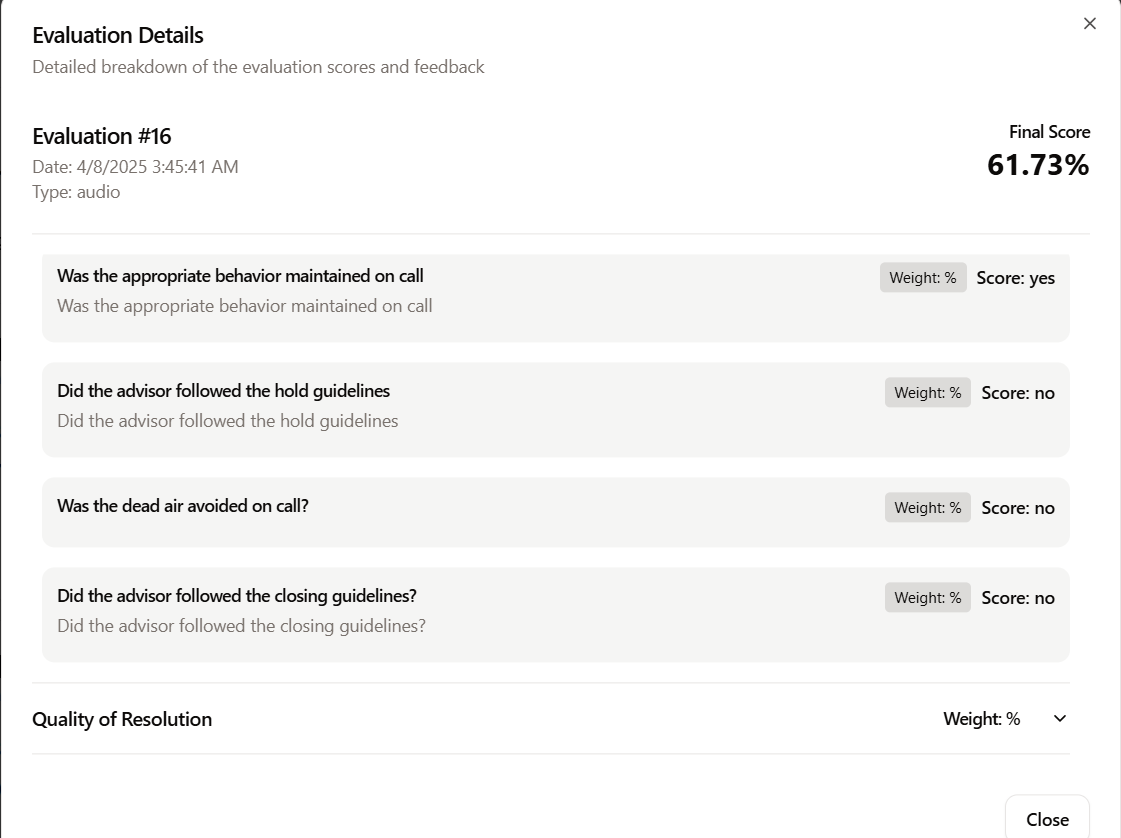 Evaluation Details
Detailed breakdown of the evaluation scores and feedback
Evaluation #16
Date: 4/8/2025 3:45:41 AM
Type: audio
Final Score
61.73%
Was the appropriate behavior maintained on call
Weight: % Score: yes
Was the appropriate behavior maintained on call
Did the advisor followed the hold guidelines
Weight: % Score: no
Did the advisor followed the hold guidelines
Was the dead air avoided on call?
Weight: % Score: no
Did the advisor followed the closing guidelines?
Weight: % Score: no
Did the advisor followed the closing guidelines?
Quality of Resolution
Weight: %
Close